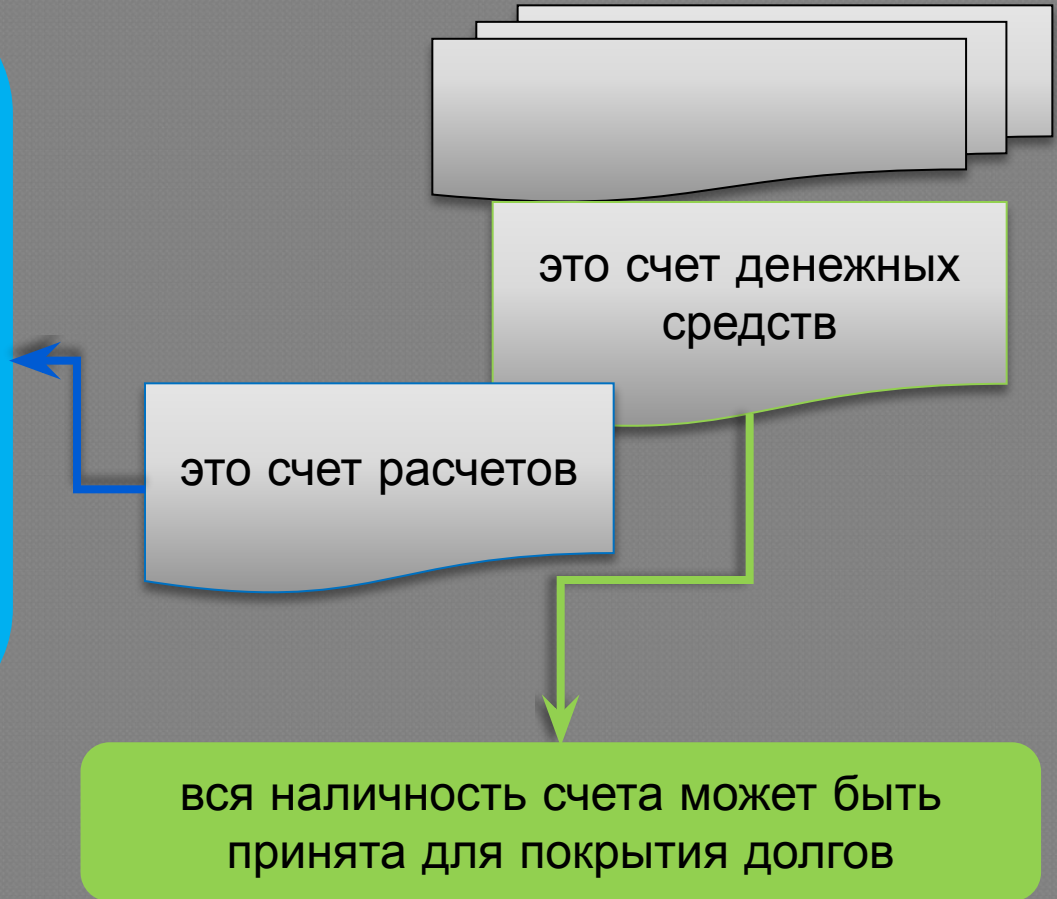 это счет денежных
средств
это счет расчетов
вся наличность счета может быть
принята для покрытия долгов